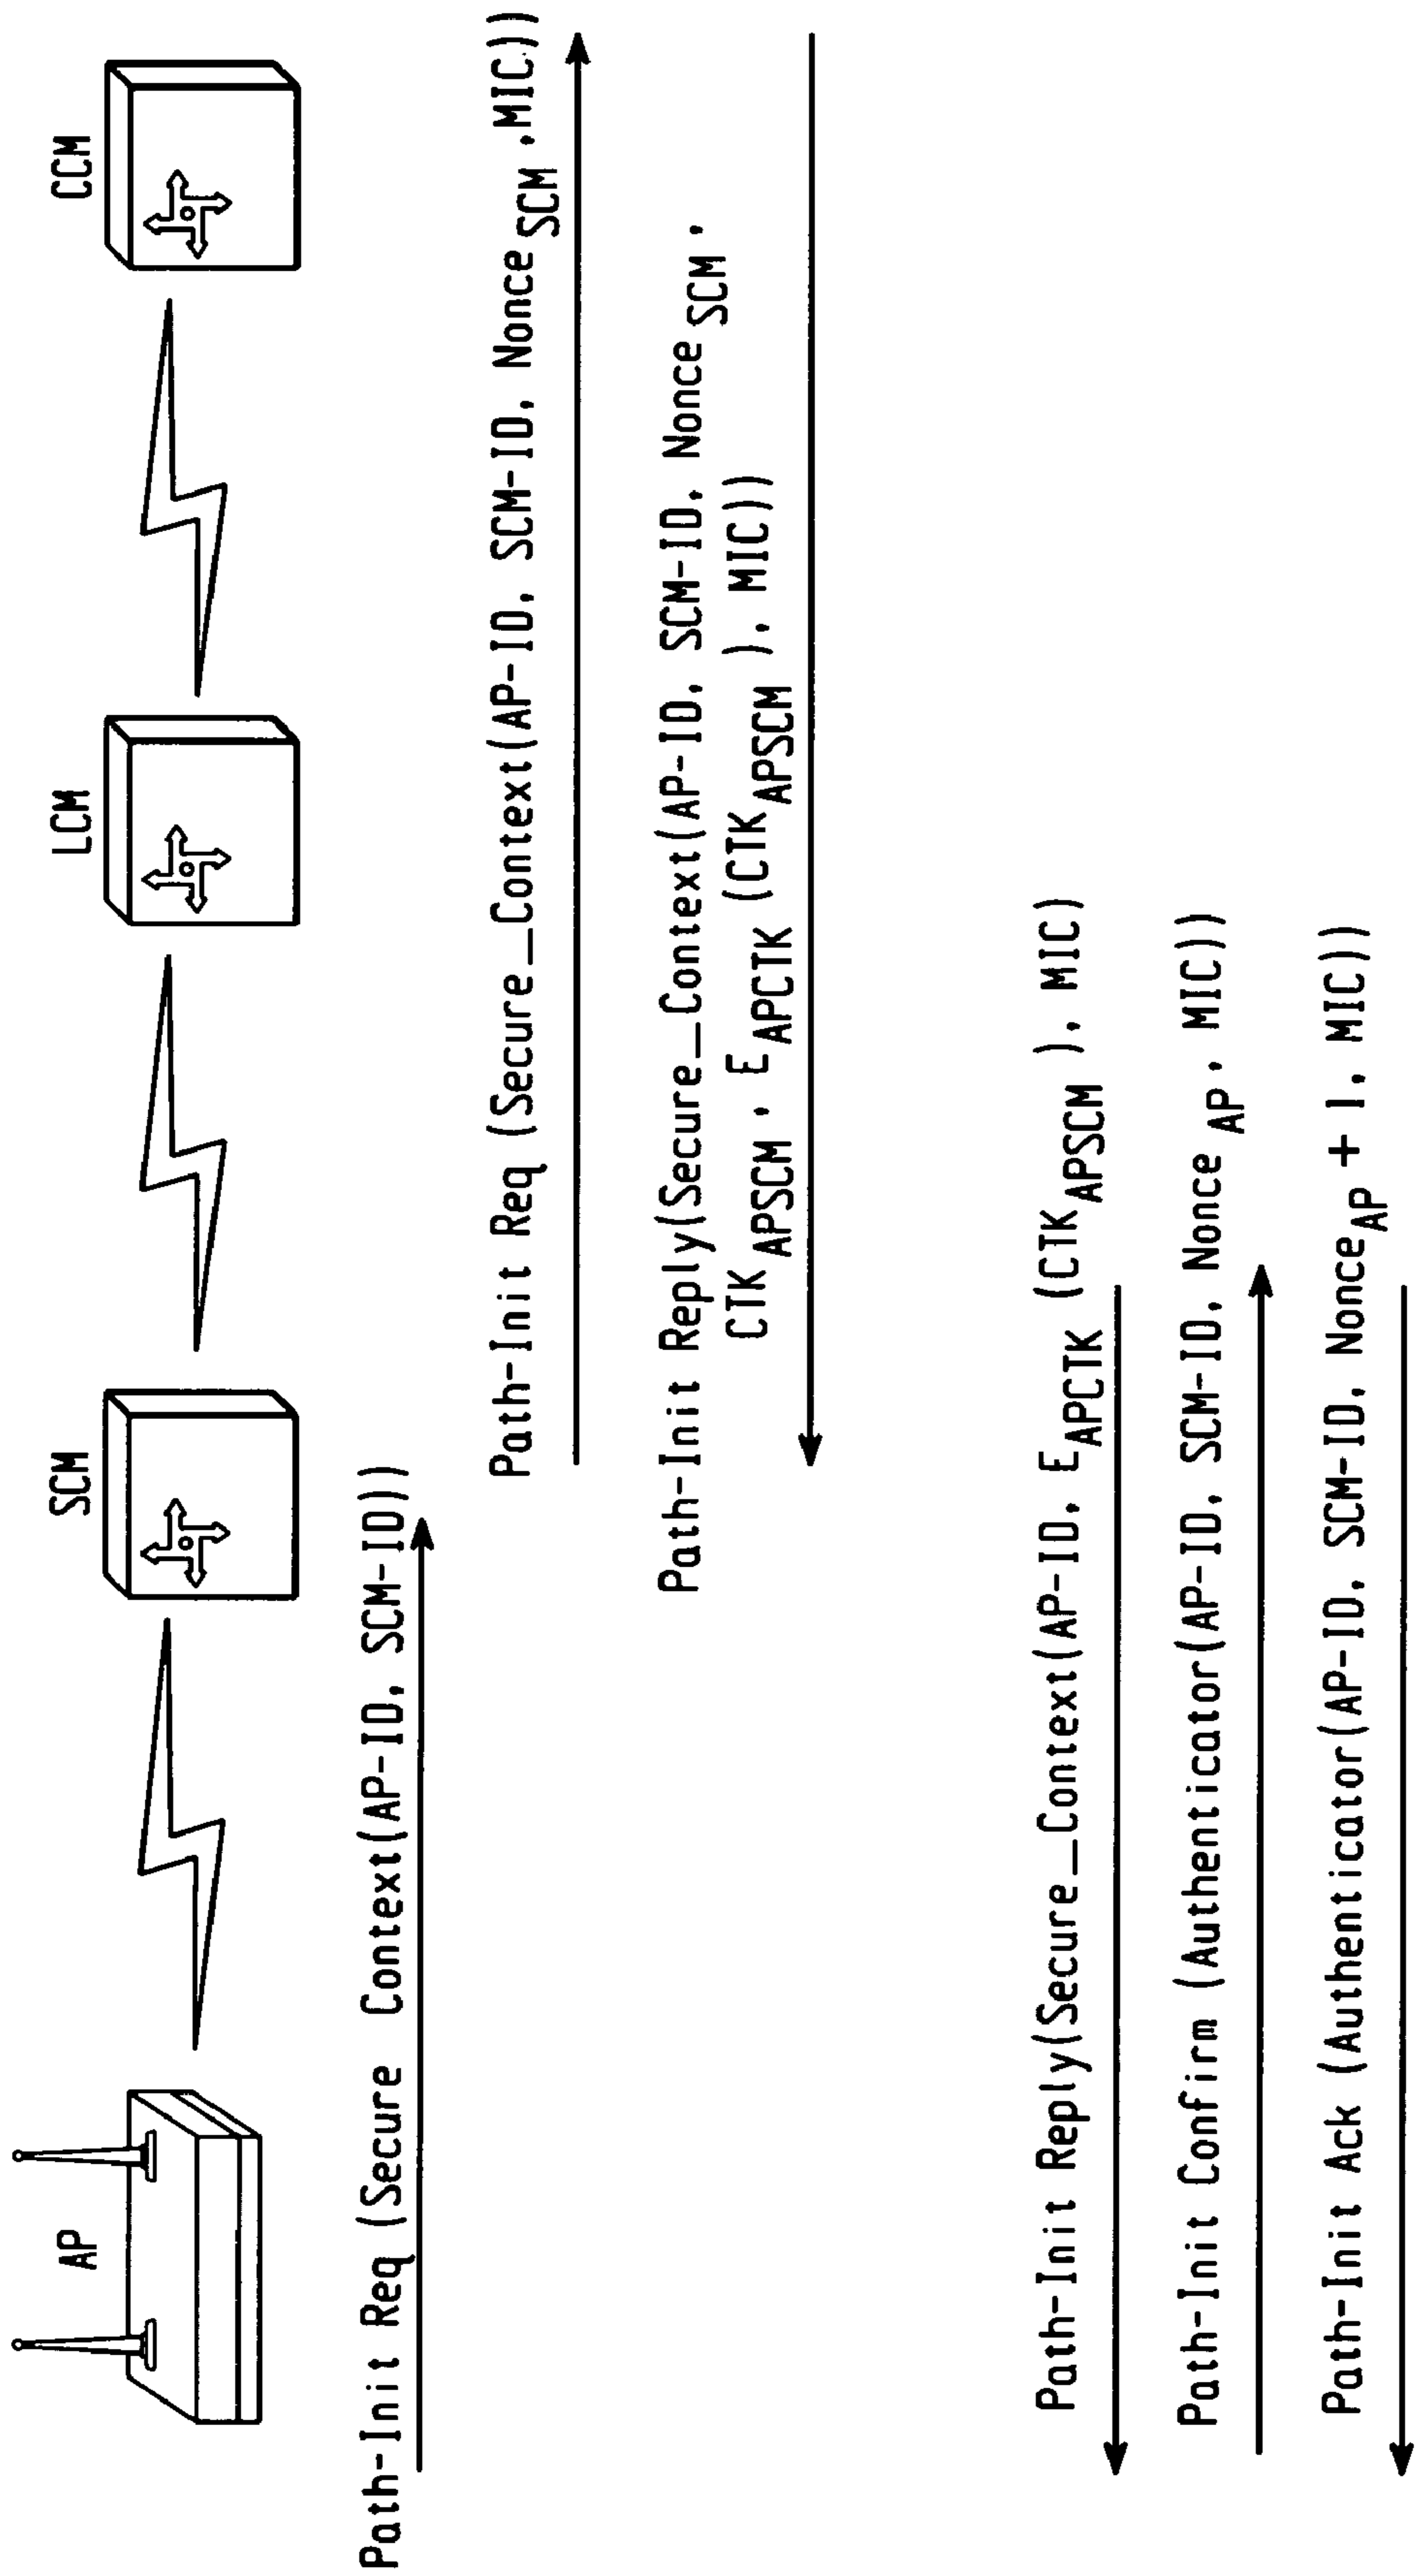 AP
SCM
LCM
CCM
Path-Init Req (Secure Context(AP-ID, SCM-ID))
Path-Init Req (Secure_Context(AP-ID, SCM-ID, Nonce SCM ,MIC))
Path-Init Reply(Secure_Context(AP-ID, SCM-ID, Nonce SCM ,
CTK APSCM , E APCTK (CTK APSCM ), MIC))
Path-Init Reply(Secure_Context(AP-ID, E APCTK (CTK APSCM ), MIC)
Path-Init Confirm (Authenticator(AP-ID, SCM-ID, Nonce AP , MIC))
Path-Init Ack (Authenticator(AP-ID, SCM-ID, Nonce AP + 1, MIC))